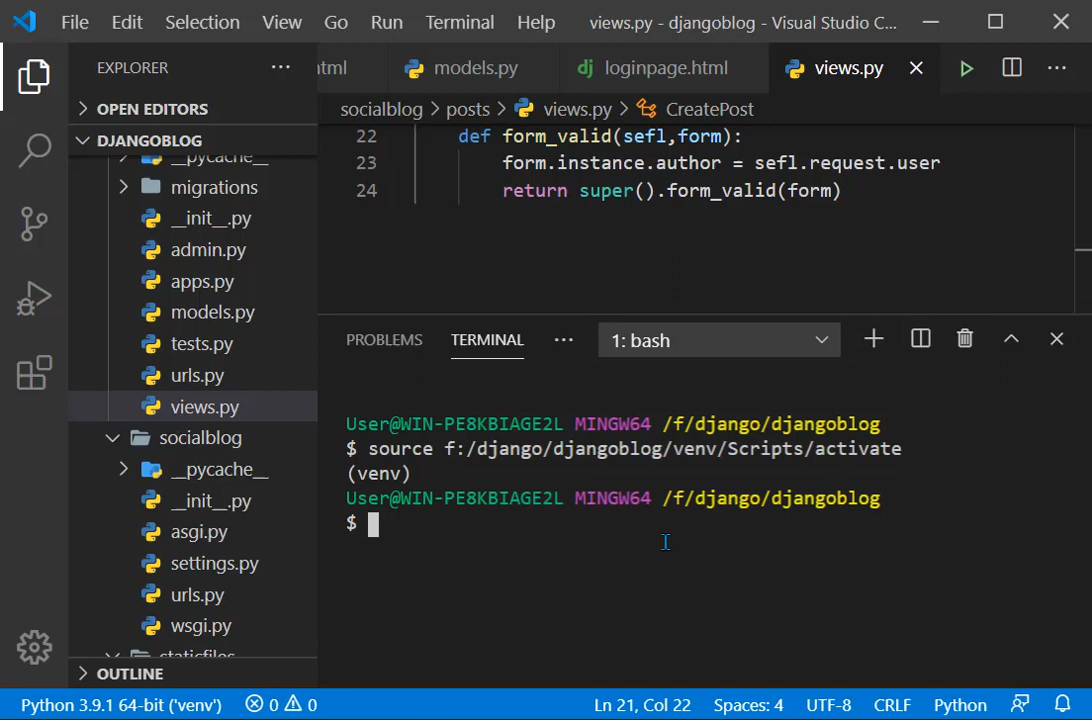 File Edit Selection View Go Run Terminal Help views.py - djangoblog - Visual Studio C...
EXPLORER
OPEN EDITORS
DJANGOBLOG
__pycache__
migrations
__init__.py
admin.py
apps.py
models.py
tests.py
urls.py
views.py
socialblog
__pycache__
__init__.py
asgi.py
settings.py
urls.py
wsgi.py
staticfiles
OUTLINE
html models.py dj loginpage.html views.py
socialblog > posts > views.py > CreatePost
22 def form_valid(sefl,form):
23 form.instance.author = sefl.request.user
24 return super().form_valid(form)
PROBLEMS TERMINAL ... 1: bash
User@WIN-PE8KBIAGE2L MINGW64 /f/django/djangoblog
$ source f:/django/djangoblog/venv/Scripts/activate
(venv)
User@WIN-PE8KBIAGE2L MINGW64 /f/django/djangoblog
$
Python 3.9.1 64-bit ('venv') 0 0 Ln 21, Col 22 Spaces: 4 UTF-8 CRLF Python